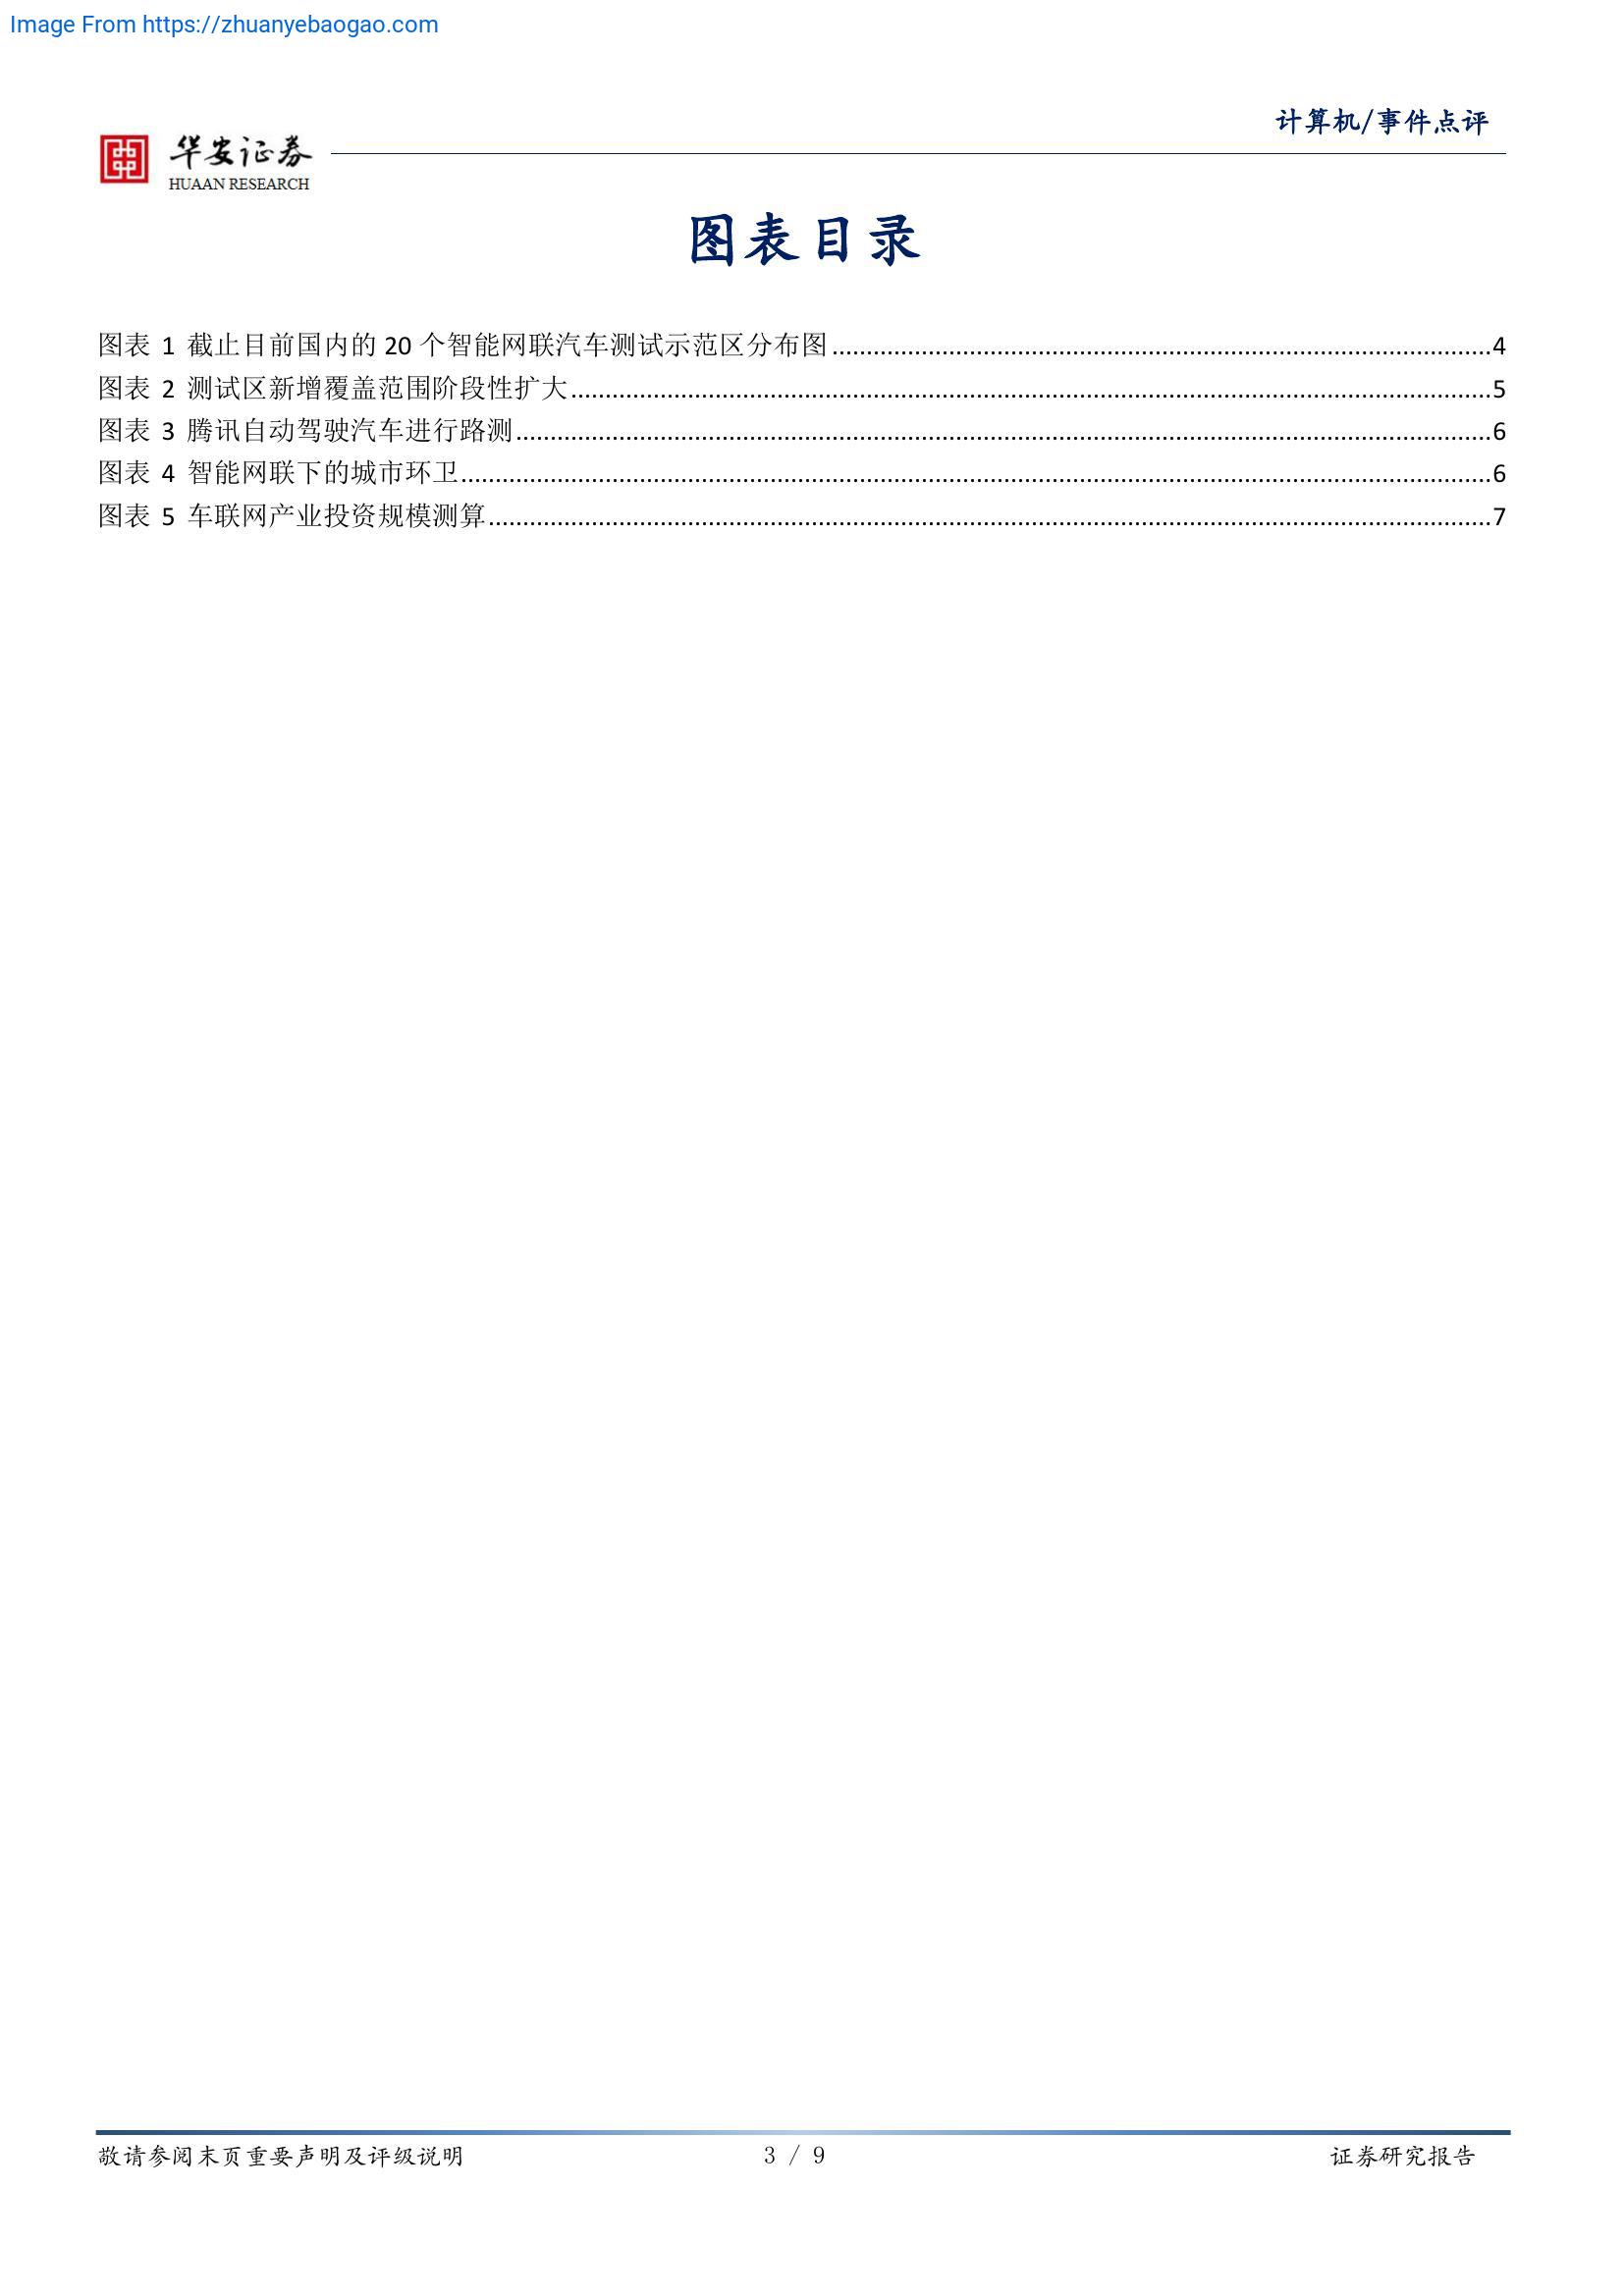 Image From https://zhuanyebaogao.com
计算机/事件点评
华安证券
HUAAN RESEARCH
图表目录
图表 1 截止目前国内的 20 个智能网联汽车测试示范区分布图......4
图表 2 测试区新增覆盖范围阶段性扩大......5
图表 3 腾讯自动驾驶汽车进行路测......6
图表 4 智能网联下的城市环卫......6
图表 5 车联网产业投资规模测算......7
敬请参阅末页重要声明及评级说明 3 / 9 证券研究报告